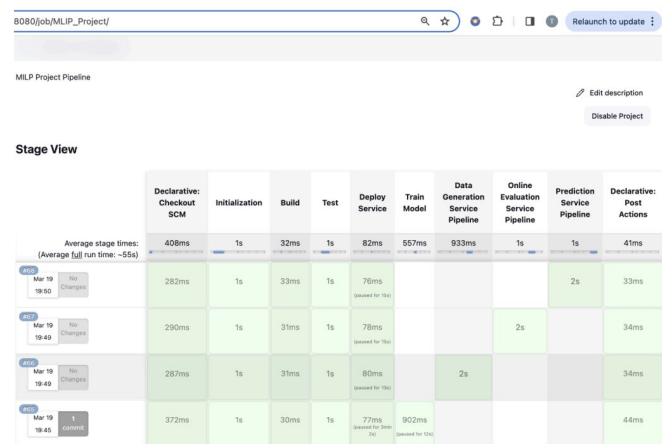 8080/job/MLIP_Project/
T
Relaunch to update
MILP Project Pipeline
Edit description
Disable Project
Stage View
Declarative: Checkout SCM
Initialization
Build
Test
Deploy Service
Train Model
Data Generation Service Pipeline
Online Evaluation Service Pipeline
Prediction Service Pipeline
Declarative: Post Actions
Average stage times:
(Average full run time: ~55s)
408ms 1s 32ms 1s 82ms 557ms 933ms 1s 1s 41ms
#68
Mar 19
19:50
No Changes
282ms 1s 33ms 1s 76ms 2s 33ms
(paused for 15s)
#67
Mar 19
19:49
No Changes
290ms 1s 31ms 1s 78ms 2s 34ms
(paused for 15s)
#66
Mar 19
19:49
No Changes
287ms 1s 31ms 1s 80ms 2s 34ms
(paused for 13s)
#65
Mar 19
19:45
1 commit
372ms 1s 30ms 1s 77ms 902ms 44ms
(paused for 3min 2s) (paused for 12s)